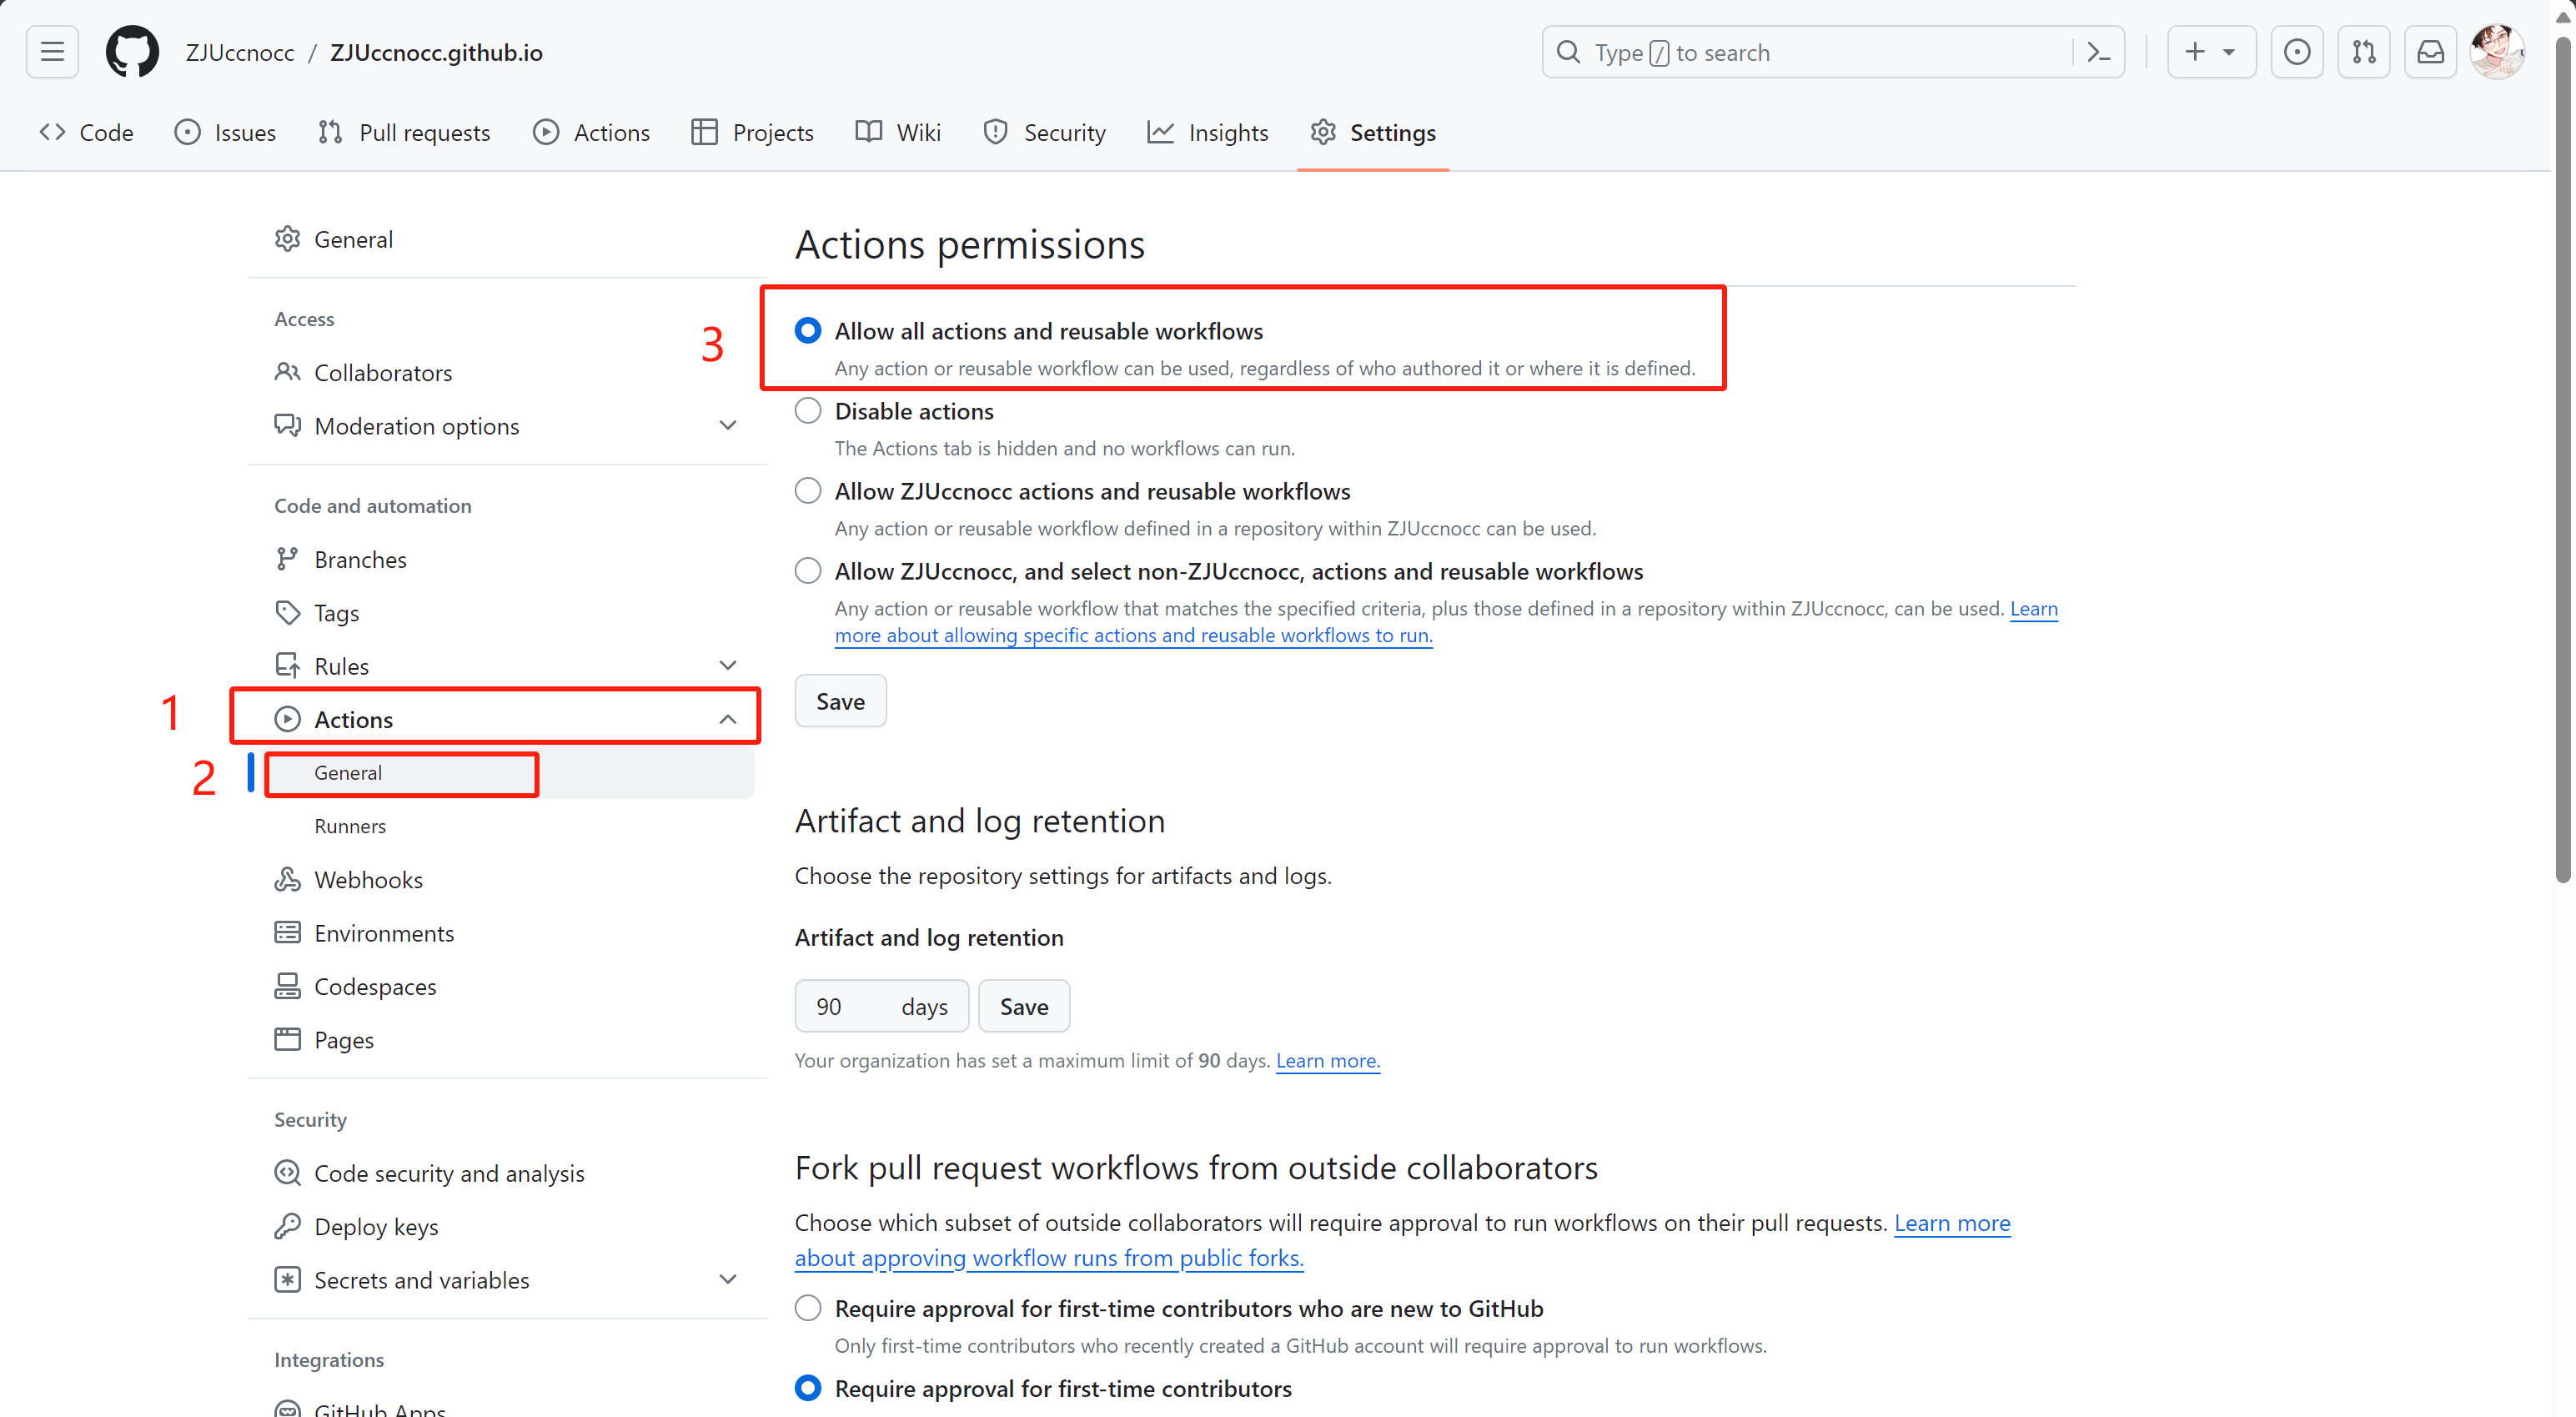 ZJUccnocc / ZJUccnocc.github.io
Type / to search
Code Issues Pull requests Actions Projects Wiki Security Insights Settings
General
Access
Collaborators
Moderation options
Code and automation
Branches
Tags
Rules
1
Actions
2
General
Runners
Webhooks
Environments
Codespaces
Pages
Security
Code security and analysis
Deploy keys
Secrets and variables
Integrations
GitHub Apps
Actions permissions
3
Allow all actions and reusable workflows
Any action or reusable workflow can be used, regardless of who authored it or where it is defined.
Disable actions
The Actions tab is hidden and no workflows can run.
Allow ZJUccnocc actions and reusable workflows
Any action or reusable workflow defined in a repository within ZJUccnocc can be used.
Allow ZJUccnocc, and select non-ZJUccnocc, actions and reusable workflows
Any action or reusable workflow that matches the specified criteria, plus those defined in a repository within ZJUccnocc, can be used. Learn
more about allowing specific actions and reusable workflows to run.
Save
Artifact and log retention
Choose the repository settings for artifacts and logs.
Artifact and log retention
90 days Save
Your organization has set a maximum limit of 90 days. Learn more.
Fork pull request workflows from outside collaborators
Choose which subset of outside collaborators will require approval to run workflows on their pull requests. Learn more
about approving workflow runs from public forks.
Require approval for first-time contributors who are new to GitHub
Only first-time contributors who recently created a GitHub account will require approval to run workflows.
Require approval for first-time contributors